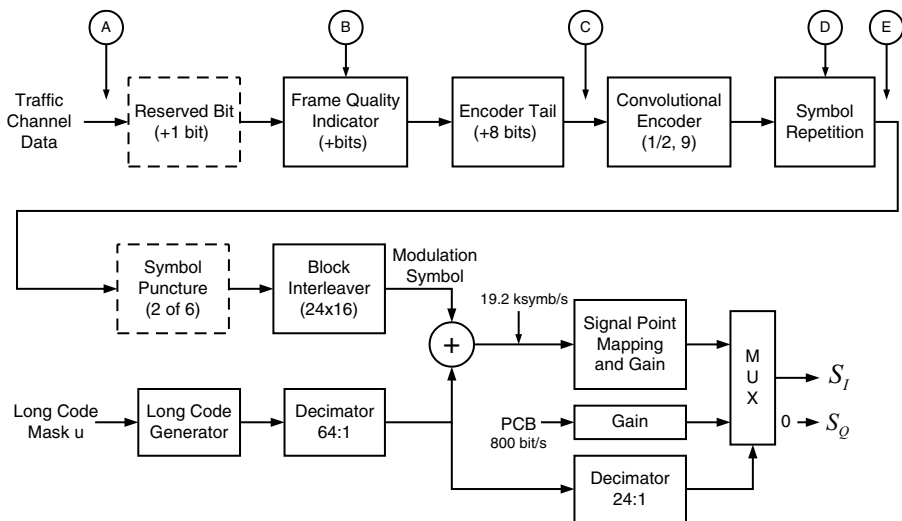 A
B
C
D
E
Traffic
Channel
Data
Reserved Bit
(+1 bit)
Frame Quality
Indicator
(+bits)
Encoder Tail
(+8 bits)
Convolutional
Encoder
(1/2, 9)
Symbol
Repetition
Symbol
Puncture
(2 of 6)
Block
Interleaver
(24x16)
Modulation
Symbol
+
19.2 ksymb/s
Signal Point
Mapping
and Gain
M
U
X
S_I
Long Code
Mask u
Long Code
Generator
Decimator
64:1
PCB
800 bit/s
Gain
0
S_Q
Decimator
24:1